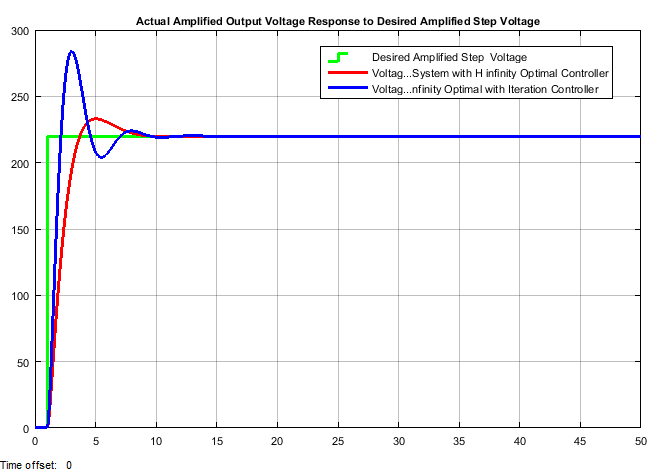 Actual Amplified Output Voltage Response to Desired Amplified Step Voltage
300
250
200
150
100
50
0
Desired Amplified Step Voltage
Voltag...System with H infinity Optimal Controller
Voltag...nfinity Optimal with Iteration Controller
0 5 10 15 20 25 30 35 40 45 50
Time offset: 0